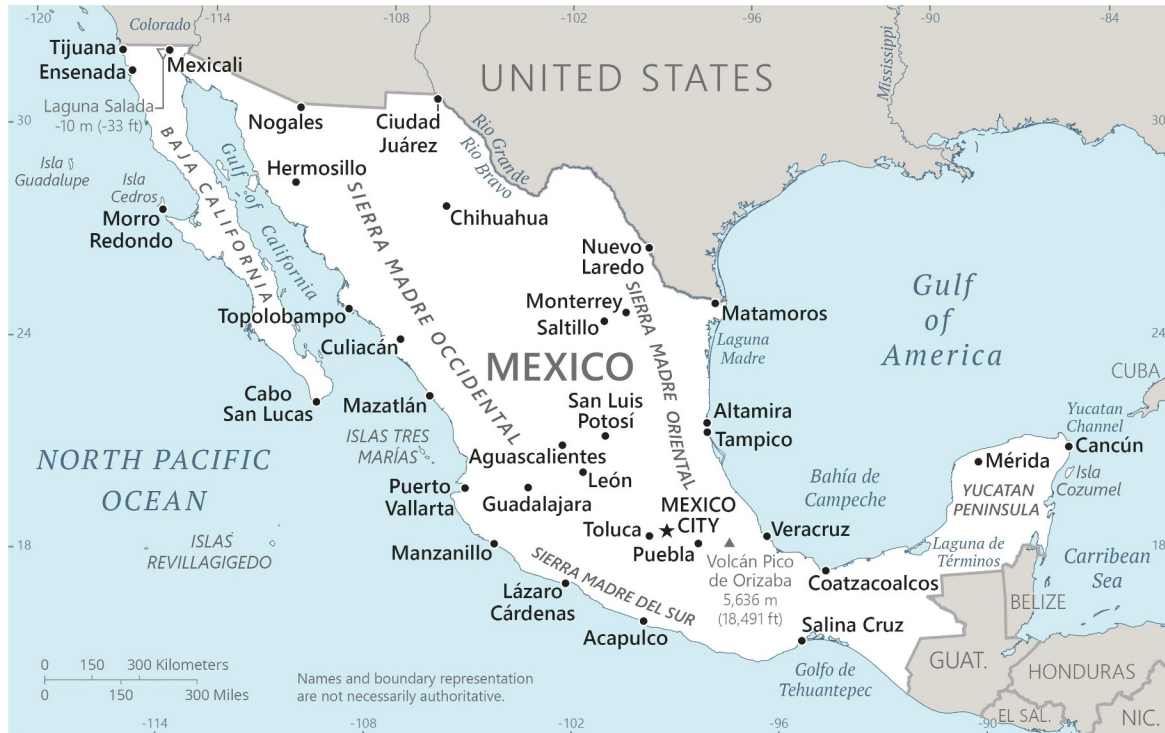 -120
-114
-108
-102
-96
-90
-84
Colorado
Tijuana
Ensenada
Mexicali
Laguna Salada
-10 m (-33 ft)
UNITED STATES
Mississippi
30
30
Nogales
Ciudad
Juárez
Rio Grande
Rio Bravo
Isla
Guadalupe
Isla
Cedros
BAJA CALIFORNIA
Gulf
of
California
Hermosillo
Morro
Redondo
SIERRA MADRE OCCIDENTAL
Chihuahua
Nuevo
Laredo
SIERRA MADRE ORIENTAL
Monterrey
Saltillo
Matamoros
Laguna
Madre
Gulf
of
America
Topolobampo
24
24
Culiacán
MEXICO
CUBA
Cabo
San Lucas
Mazatlán
San Luis
Potosí
Altamira
Tampico
Yucatan
Channel
Cancún
ISLAS TRES
MARÍAS
Aguascalientes
León
NORTH PACIFIC
OCEAN
Puerto
Vallarta
Guadalajara
Bahía de
Campeche
Mérida
Isla
Cozumel
YUCATAN
PENINSULA
MEXICO
CITY
Toluca
Puebla
Veracruz
18
18
ISLAS
REVILLAGIGEDO
Manzanillo
Volcán Pico
de Orizaba
5,636 m
(18,491 ft)
Laguna de
Términos
Carribean
Sea
Coatzacoalcos
SIERRA MADRE DEL SUR
Lázaro
Cárdenas
Acapulco
Salina Cruz
BELIZE
Golfo de
Tehuantepec
GUAT.
HONDURAS
EL SAL.
NIC.
0 150 300 Kilometers
0 150 300 Miles
Names and boundary representation
are not necessarily authoritative.
-114
-108
-102
-96
-90